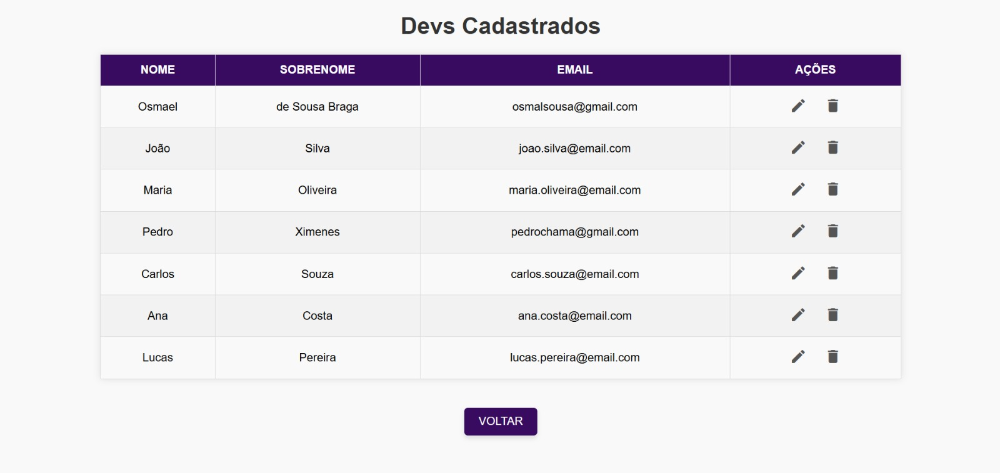 Devs Cadastrados
NOME SOBRENOME EMAIL AÇÕES
Osmael de Sousa Braga osmalsousa@gmail.com
João Silva joao.silva@email.com
Maria Oliveira maria.oliveira@email.com
Pedro Ximenes pedrochama@gmail.com
Carlos Souza carlos.souza@email.com
Ana Costa ana.costa@email.com
Lucas Pereira lucas.pereira@email.com
VOLTAR